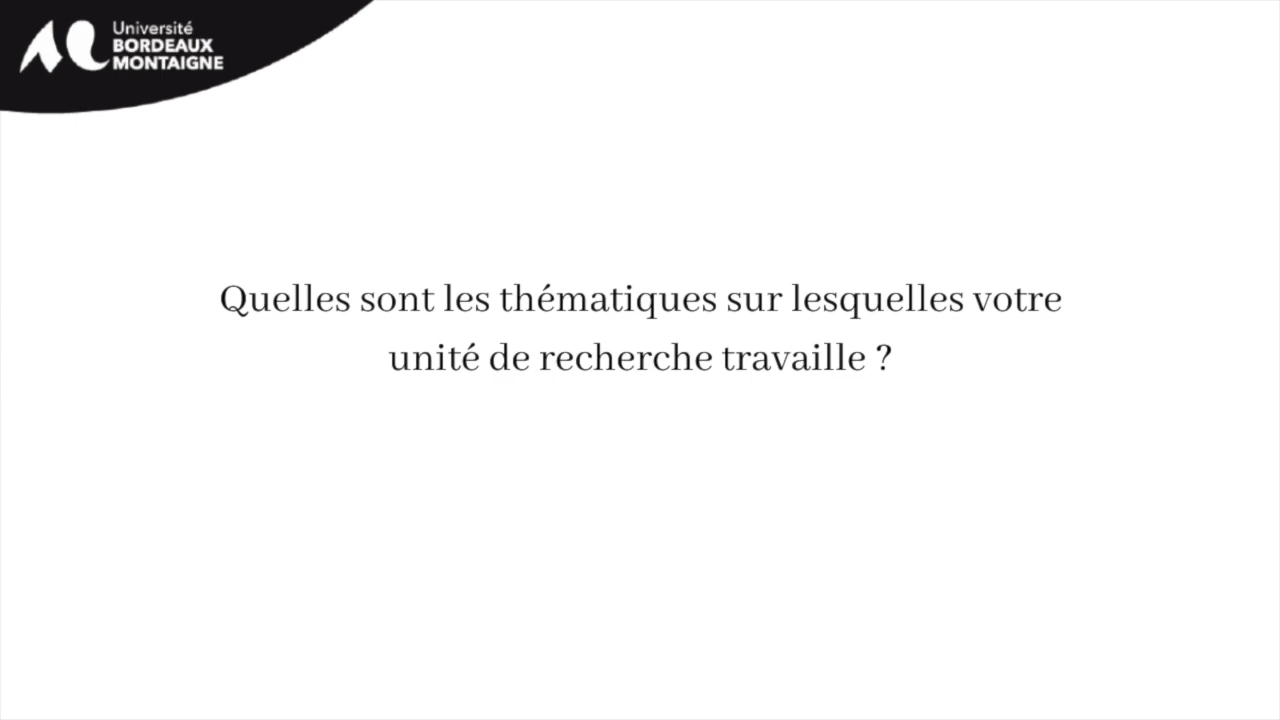 Université
BORDEAUX
MONTAIGNE
Quelles sont les thématiques sur lesquelles votre
unité de recherche travaille ?